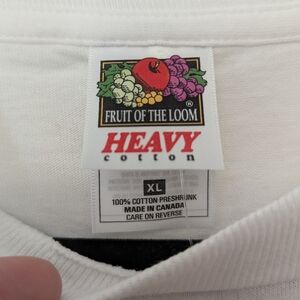 FRUIT OF THE LOOM ®
HEAVY
cotton
XL
100% COTTON PRESHRUNK
MADE IN CANADA
CARE ON REVERSE